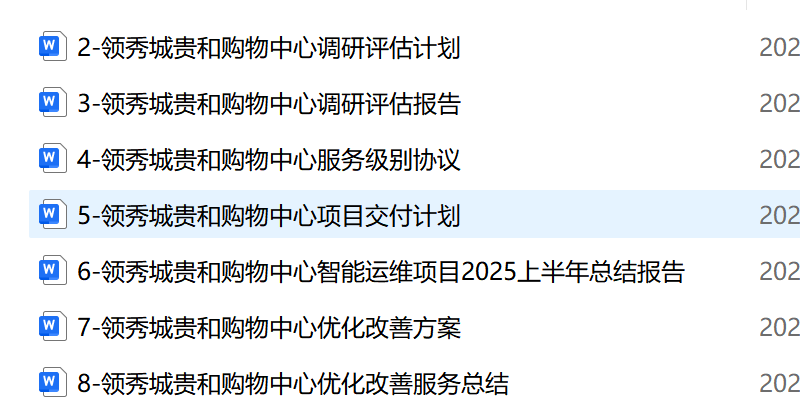 2-领秀城贵和购物中心调研评估计划 202
3-领秀城贵和购物中心调研评估报告 202
4-领秀城贵和购物中心服务级别协议 202
5-领秀城贵和购物中心项目交付计划 202
6-领秀城贵和购物中心智能运维项目2025上半年总结报告 202
7-领秀城贵和购物中心优化改善方案 202
8-领秀城贵和购物中心优化改善服务总结 202